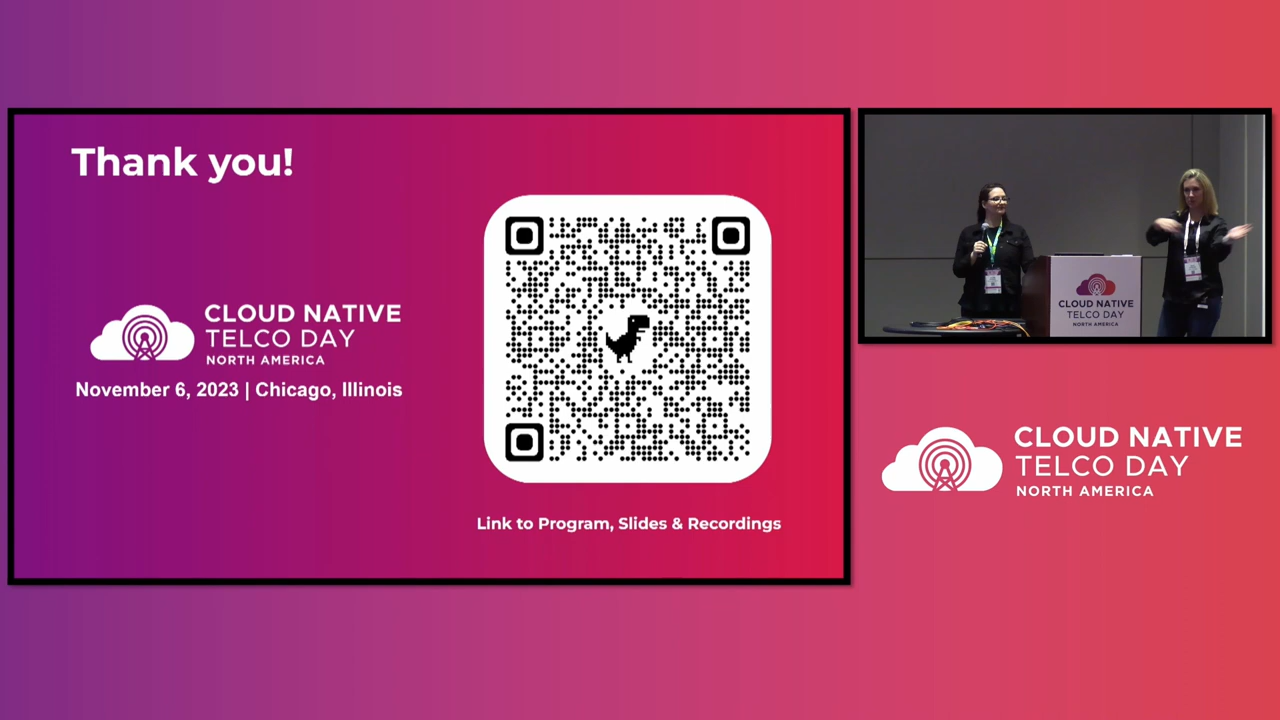 Thank you!
CLOUD NATIVE
TELCO DAY
NORTH AMERICA
November 6, 2023 | Chicago, Illinois
Link to Program, Slides & Recordings
CLOUD NATIVE
TELCO DAY
NORTH AMERICA
CLOUD NATIVE
TELCO DAY
NORTH AMERICA